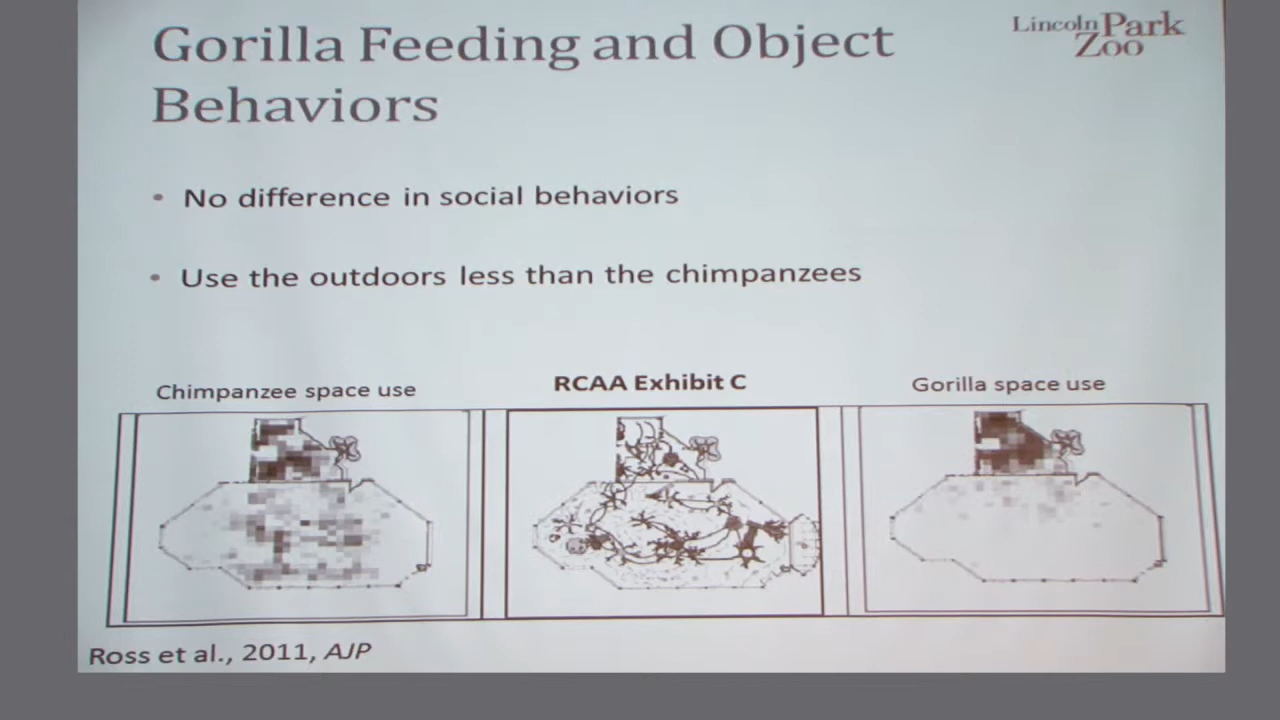 Gorilla Feeding and Object
Behaviors
Lincoln Park
Zoo
• No difference in social behaviors
• Use the outdoors less than the chimpanzees
Chimpanzee space use
RCAA Exhibit C
Gorilla space use
Ross et al., 2011, AJP